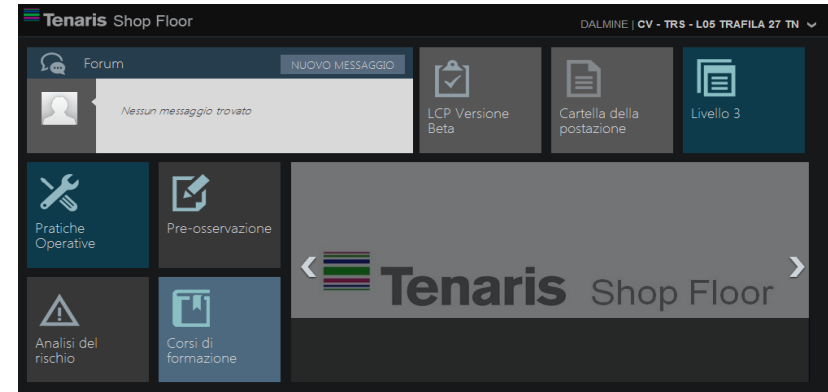 Tenaris Shop Floor
DALMINE | CV - TRS - L05 TRAFILA 27 TN
Forum
NUOVO MESSAGGIO
Nessun messaggio trovato
LCP Versione
Beta
Cartella della
postazione
Livello 3
Pratiche
Operative
Pre-osservazione
Tenaris Shop Floor
Analisi del
rischio
Corsi di
formazione